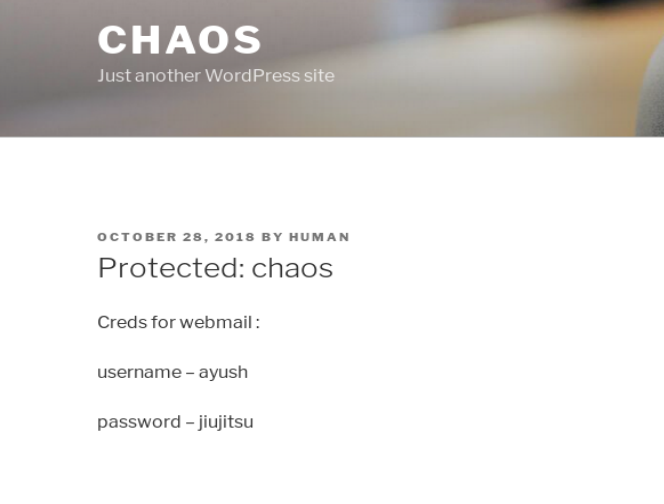 CHAOS
Just another WordPress site
OCTOBER 28, 2018 BY HUMAN
Protected: chaos
Creds for webmail :
username – ayush
password – jiujitsu